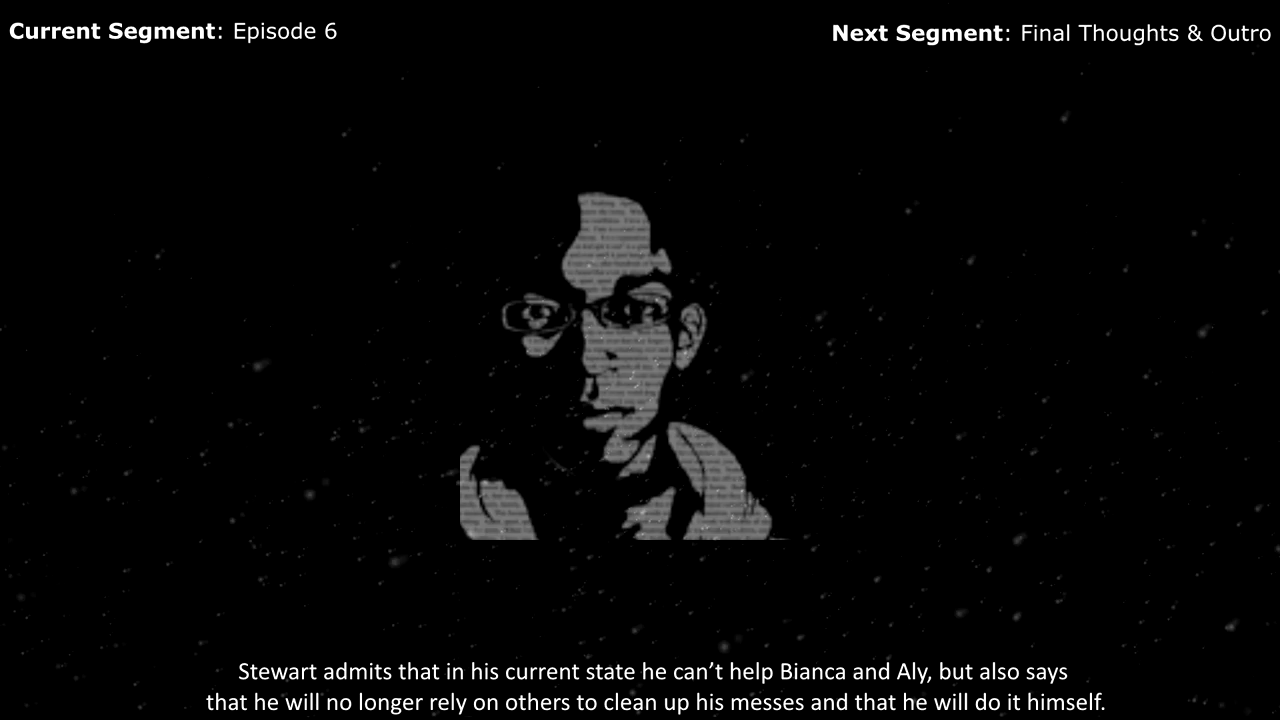 Current Segment: Episode 6
Next Segment: Final Thoughts & Outro
Stewart admits that in his current state he can’t help Bianca and Aly, but also says
that he will no longer rely on others to clean up his messes and that he will do it himself.